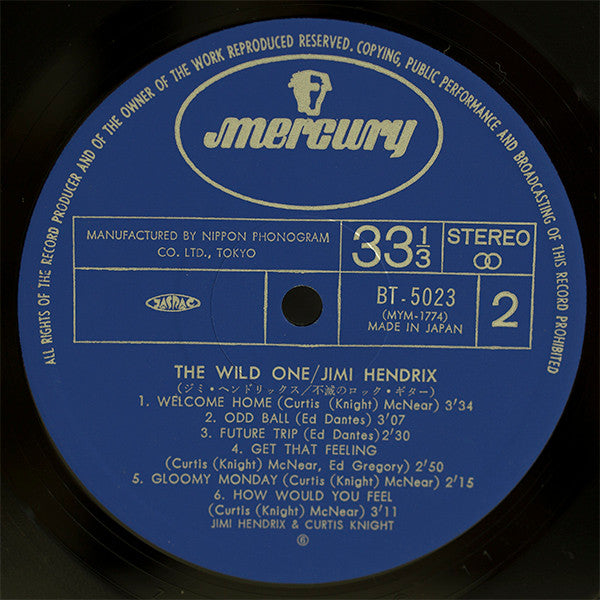 ALL RIGHTS OF THE RECORD PRODUCER AND OF THE OWNER OF THE WORK REPRODUCED RESERVED. COPYING, PUBLIC PERFORMANCE AND BROADCASTING OF THIS RECORD PROHIBITED
mercury
MANUFACTURED BY NIPPON PHONOGRAM
CO. LTD., TOKYO
33 1/3
STEREO
JASRAC
BT-5023
(MYM-1774)
MADE IN JAPAN
2
THE WILD ONE/JIMI HENDRIX
(ジミ・ヘンドリックス/不滅のロック・ギター)
1. WELCOME HOME (Curtis (Knight) McNear) 3'34
2. ODD BALL (Ed Dantes) 3'07
3. FUTURE TRIP (Ed Dantes) 2'30
4. GET THAT FEELING
(Curtis (Knight) McNear, Ed Gregory) 2'50
5. GLOOMY MONDAY (Curtis (Knight) McNear) 2'15
6. HOW WOULD YOU FEEL
(Curtis (Knight) McNear) 3'11
JIMI HENDRIX & CURTIS KNIGHT
⑥